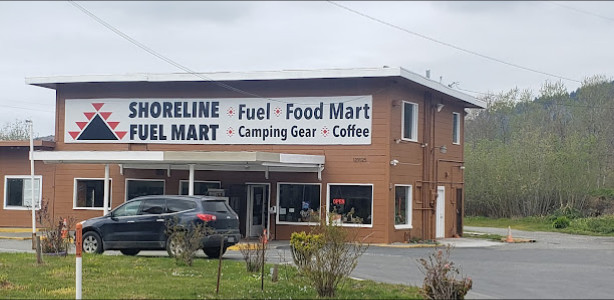 SHORELINE
FUEL MART
Fuel Food Mart
Camping Gear Coffee
OPEN